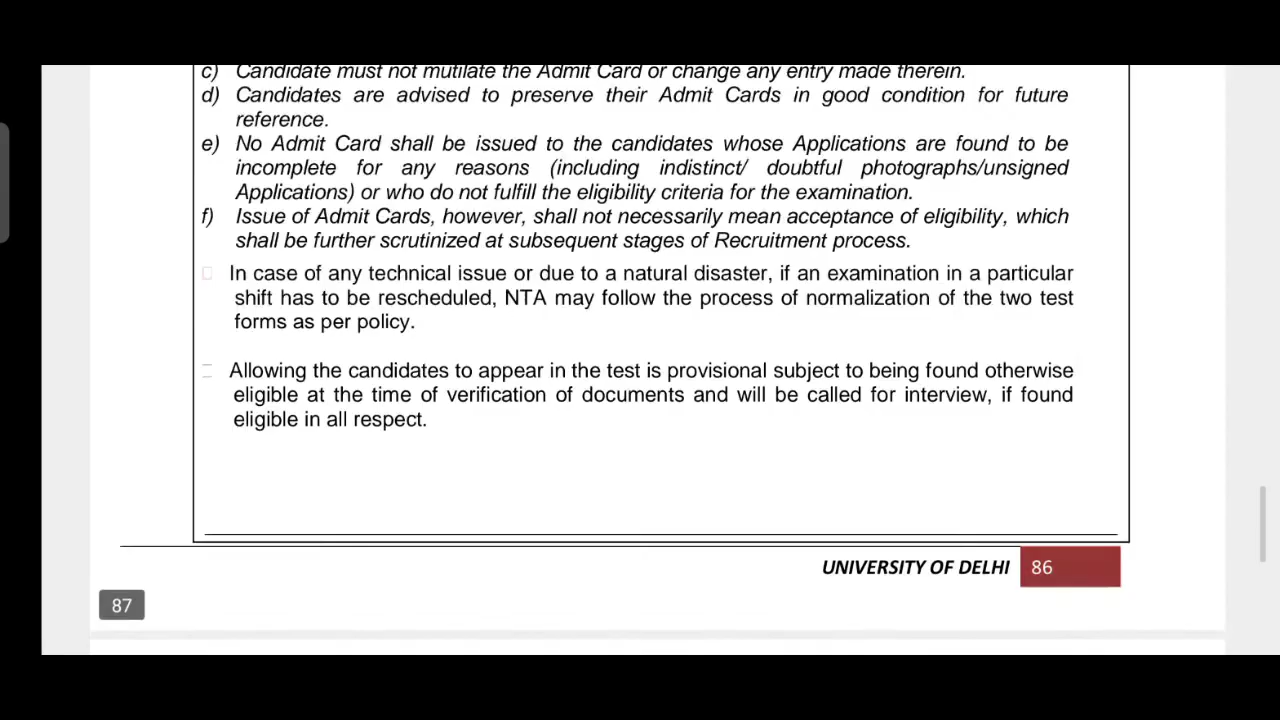 c) Candidate must not mutilate the Admit Card or change any entry made therein.
d) Candidates are advised to preserve their Admit Cards in good condition for future
reference.
e) No Admit Card shall be issued to the candidates whose Applications are found to be
incomplete for any reasons (including indistinct/ doubtful photographs/unsigned
Applications) or who do not fulfill the eligibility criteria for the examination.
f) Issue of Admit Cards, however, shall not necessarily mean acceptance of eligibility, which
shall be further scrutinized at subsequent stages of Recruitment process.
In case of any technical issue or due to a natural disaster, if an examination in a particular
shift has to be rescheduled, NTA may follow the process of normalization of the two test
forms as per policy.
Allowing the candidates to appear in the test is provisional subject to being found otherwise
eligible at the time of verification of documents and will be called for interview, if found
eligible in all respect.
UNIVERSITY OF DELHI 86
87